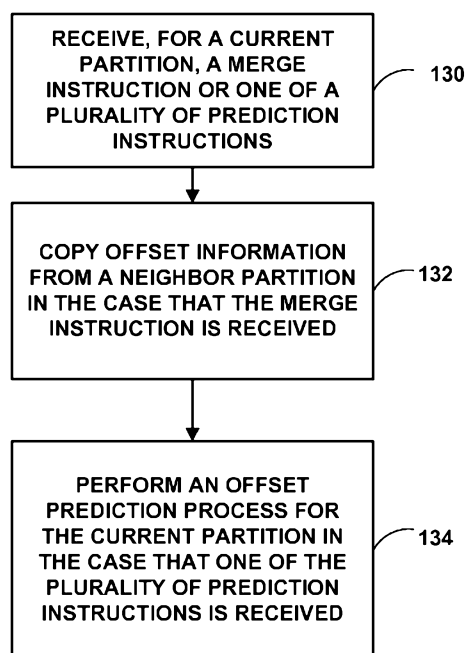 RECEIVE, FOR A CURRENT
PARTITION, A MERGE
INSTRUCTION OR ONE OF A
PLURALITY OF PREDICTION
INSTRUCTIONS
130
COPY OFFSET INFORMATION
FROM A NEIGHBOR PARTITION
IN THE CASE THAT THE MERGE
INSTRUCTION IS RECEIVED
132
PERFORM AN OFFSET
PREDICTION PROCESS FOR
THE CURRENT PARTITION IN
THE CASE THAT ONE OF THE
PLURALITY OF PREDICTION
INSTRUCTIONS IS RECEIVED
134